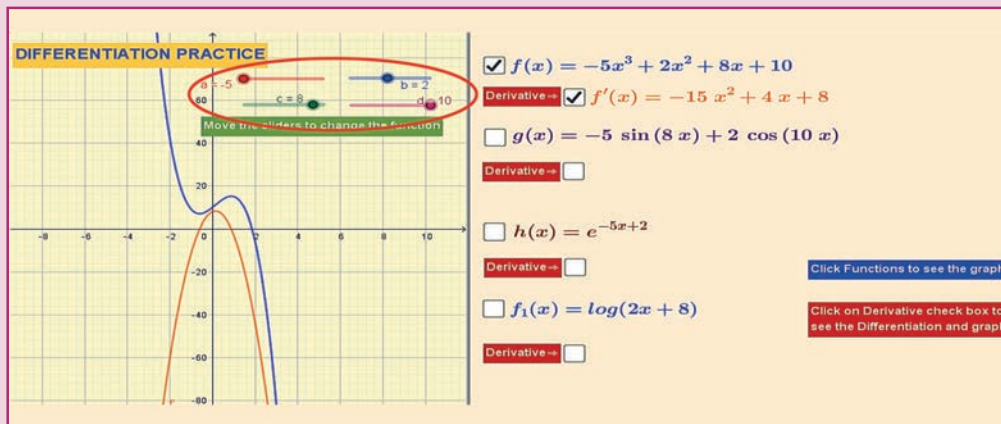 DIFFERENTIATION PRACTICE
a = -5
b = 2
c = 8
10
Move the sliders to change the function
60
40
20
-8 -6 -4 -2 0 2 4 6 8 10
-20
-40
-60
-80
f(x) = −5x³ + 2x² + 8x + 10
Derivative→ f′(x) = −15 x² + 4 x + 8
g(x) = −5 sin (8 x) + 2 cos (10 x)
Derivative→
h(x) = e^{−5x+2}
Derivative→
Click Functions to see the graph
f₁(x) = log(2x + 8)
Click on Derivative check box to
see the Differentiation and grap
Derivative→